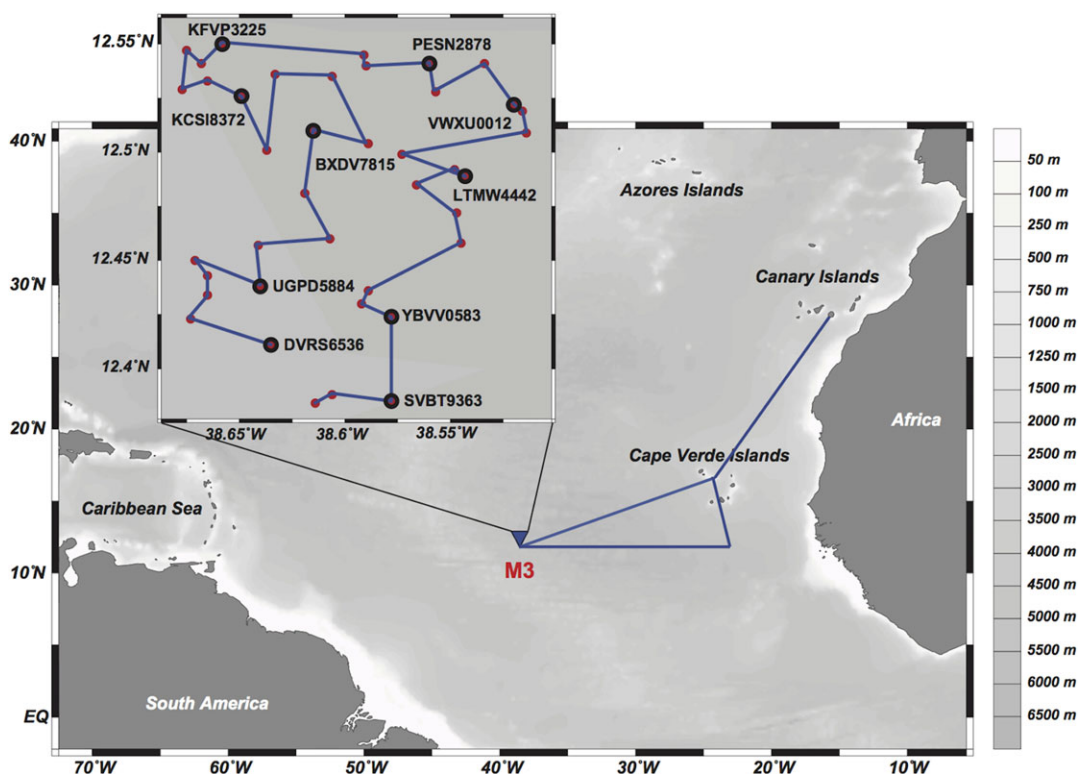 KFVP3225
PESN2878
KCSI8372
VWXU0012
BXDV7815
LTMW4442
UGPD5884
YBVV0583
DVRS6536
SVBT9363
12.55°N
12.5°N
12.45°N
12.4°N
38.65°W
38.6°W
38.55°W
40°N
30°N
20°N
10°N
EQ
70°W
60°W
50°W
40°W
30°W
20°W
10°W
Azores Islands
Canary Islands
Cape Verde Islands
Africa
Caribbean Sea
M3
South America
50 m
100 m
250 m
500 m
750 m
1000 m
1250 m
1500 m
2000 m
2500 m
3000 m
3500 m
4000 m
4500 m
5000 m
5500 m
6000 m
6500 m